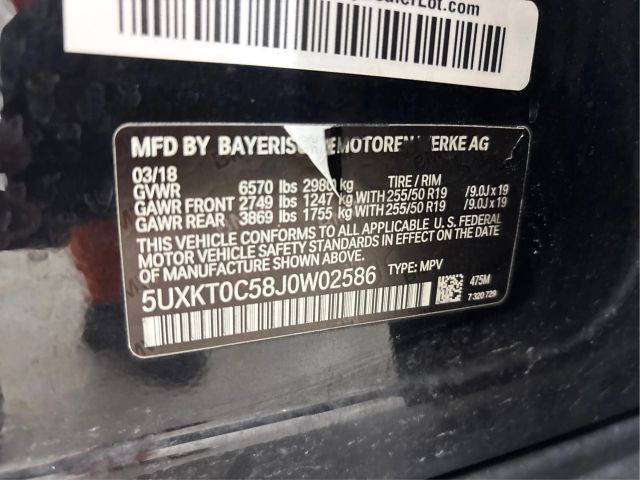 Lot.com
MFD BY BAYERISCHE MOTOREN WERKE AG
03/18
GVWR 6570 lbs 2980 kg TIRE / RIM
GAWR FRONT 2749 lbs 1247 kg WITH 255/50 R19 /9.0J x 19
GAWR REAR 3869 lbs 1755 kg WITH 255/50 R19 /9.0J x 19
THIS VEHICLE CONFORMS TO ALL APPLICABLE U. S. FEDERAL
MOTOR VEHICLE SAFETY STANDARDS IN EFFECT ON THE DATE OF
MANUFACTURE SHOWN ABOVE.
5UXKT0C58J0W02586 TYPE: MPV 475M
7 320 729